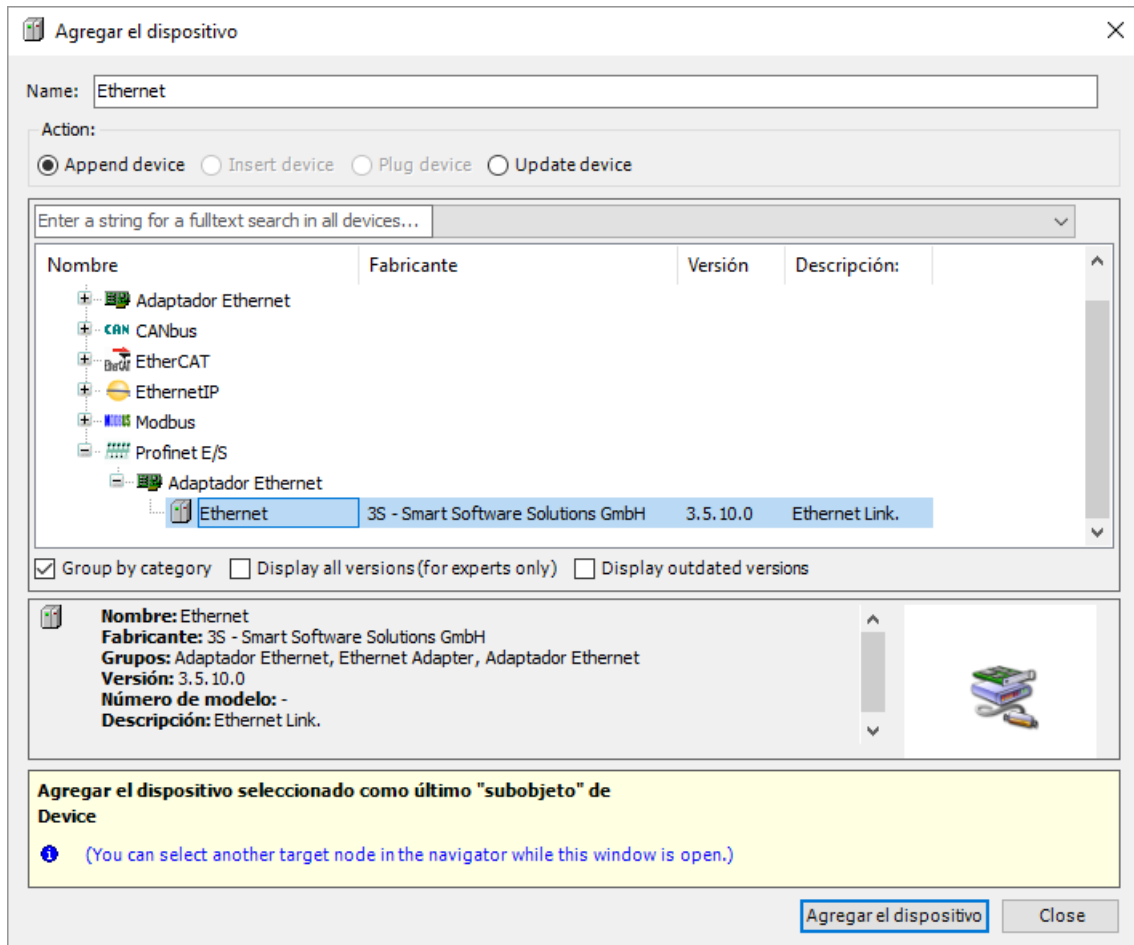 Agregar el dispositivo
Name: Ethernet
Action:
Append device Insert device Plug device Update device
Enter a string for a fulltext search in all devices...
Nombre Fabricante Versión Descripción:
Adaptador Ethernet
CAN CANbus
EtherCAT EtherCAT
EthernetIP
MODBUS Modbus
Profinet E/S
Adaptador Ethernet
Ethernet 3S - Smart Software Solutions GmbH 3.5.10.0 Ethernet Link.
Group by category Display all versions (for experts only) Display outdated versions
Nombre: Ethernet
Fabricante: 3S - Smart Software Solutions GmbH
Grupos: Adaptador Ethernet, Ethernet Adapter, Adaptador Ethernet
Versión: 3.5.10.0
Número de modelo: -
Descripción: Ethernet Link.
Agregar el dispositivo seleccionado como último "subobjeto" de
Device
(You can select another target node in the navigator while this window is open.)
Agregar el dispositivo Close